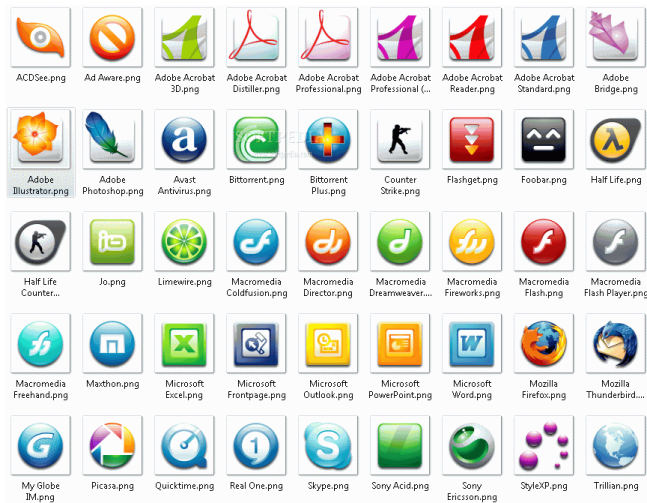 ACDSee.png
Ad Aware.png
Adobe Acrobat
3D.png
Adobe Acrobat
Distiller.png
Adobe Acrobat
Professional.png
Adobe Acrobat
Professional (...
Adobe Acrobat
Reader.png
Adobe Acrobat
Standard.png
Adobe
Bridge.png
Adobe
Illustrator.png
Adobe
Photoshop.png
a
Avast
Antivirus.png
SOFTPEDIA
Bittorrent.png
Bittorrent
Plus.png
Counter
Strike.png
Flashget.png
Foobar.png
λ
Half Life.png
Half Life
Counter...
Jo.png
Limewire.png
Macromedia
Coldfusion.png
Macromedia
Director.png
Macromedia
Dreamweaver....
Macromedia
Fireworks.png
Macromedia
Flash.png
Macromedia
Flash Player.png
Macromedia
Freehand.png
Maxthon.png
X
Microsoft
Excel.png
Microsoft
Frontpage.png
Microsoft
Outlook.png
Microsoft
PowerPoint.png
W
Microsoft
Word.png
Mozilla
Firefox.png
Mozilla
Thunderbird....
G
My Globe
IM.png
Picasa.png
Quicktime.png
1
Real One.png
S
Skype.png
Sony Acid.png
Sony
Ericsson.png
StyleXP.png
Trillian.png